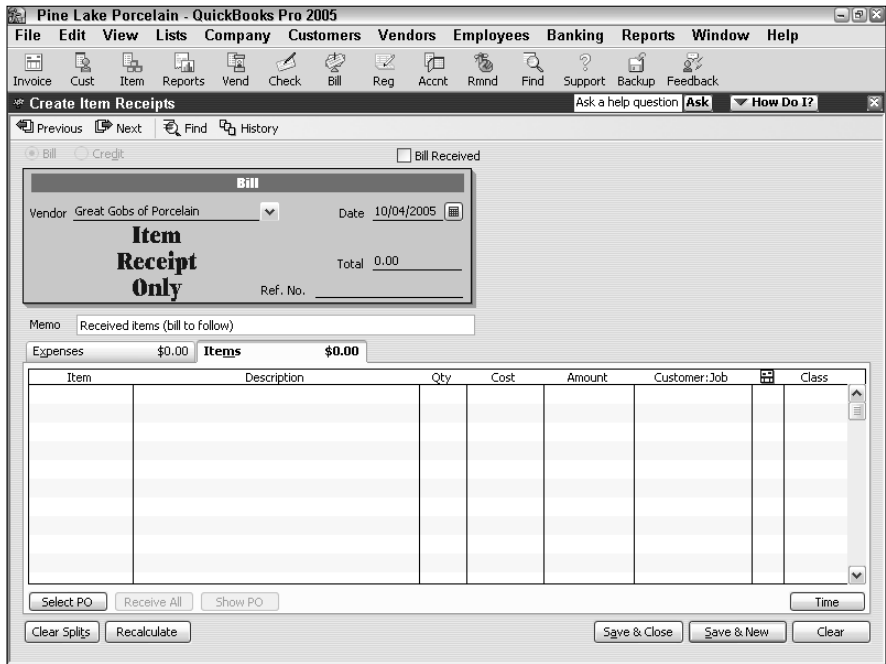 Pine Lake Porcelain - QuickBooks Pro 2005
File Edit View Lists Company Customers Vendors Employees Banking Reports Window Help
Invoice Cust Item Reports Vend Check Bill Reg Accnt Rmnd Find Support Backup Feedback
Create Item Receipts Ask a help question Ask How Do I?
Previous Next Find History
Bill Credit Bill Received
Bill
Vendor Great Gobs of Porcelain Date 10/04/2005
Item
Receipt Total 0.00
Only Ref. No.
Memo Received items (bill to follow)
Expenses $0.00 Items $0.00
Item Description Qty Cost Amount Customer:Job Class
Select PO Receive All Show PO Time
Clear Splits Recalculate Save & Close Save & New Clear